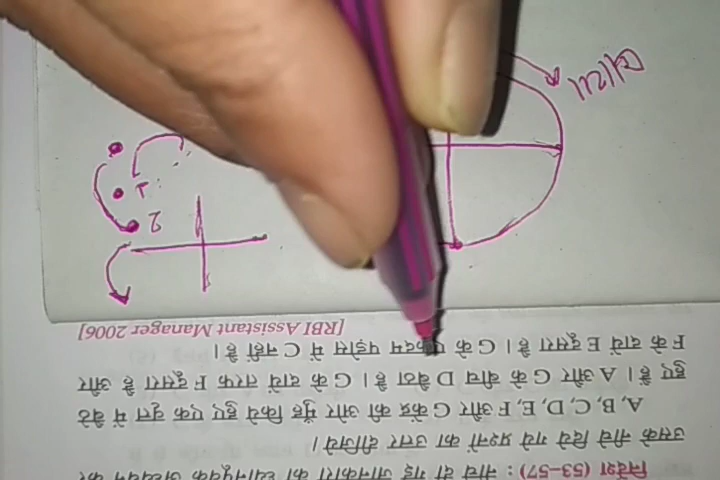 निर्देश (53-57) : नीचे दी गई जानकारी का ध्यानपूर्वक अध्ययन कर
उसके नीचे दिये गये प्रश्नों का उत्तर दीजिये।
A, B, C, D, E, F और G केंद्र की ओर मुँह किये हुए एक वृत्त में बैठे
हुए हैं। A और G के बीच D बैठा है। G के बायें तरफ F दूसरा है और
F के बायें E दूसरा है। G के एकदम पड़ोस में C नहीं है।
[RBI Assistant Manager 2006]
2
बायां